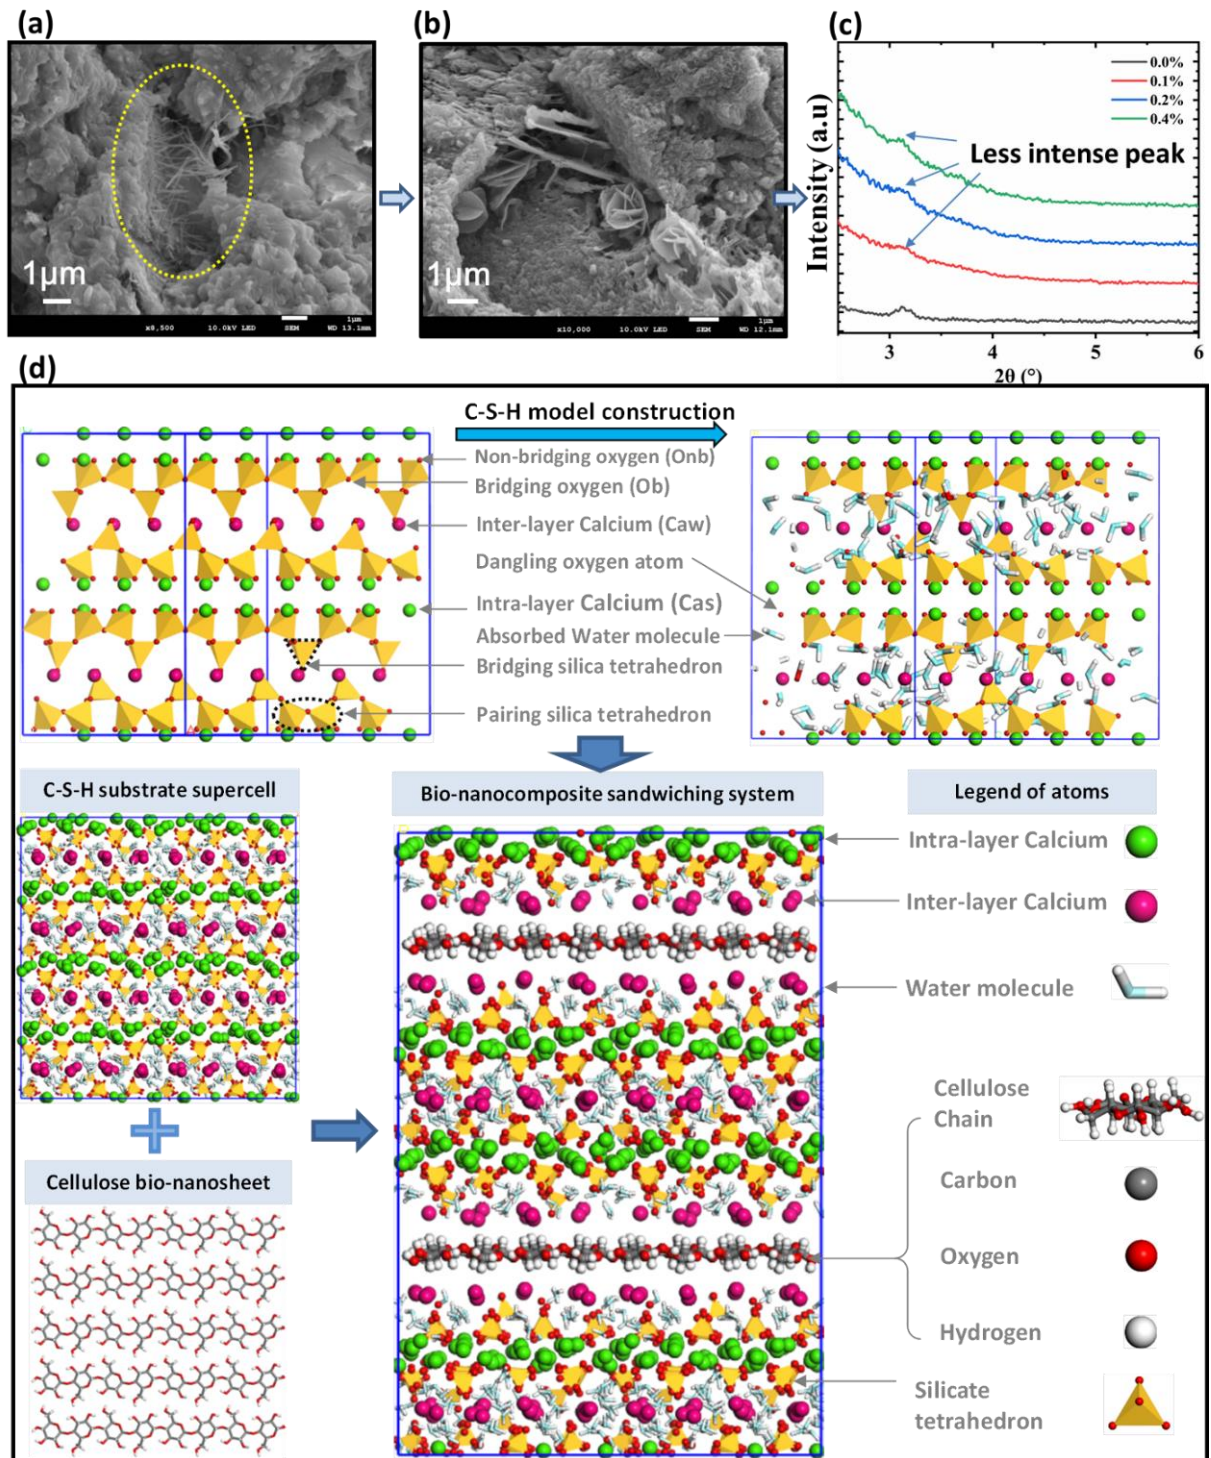 (a)
(b)
(c)
1μm
x8,500 10.0kV LED SEM 1μm WD 13.1mm
1μm
x10,000 10.0kV LED SEM 1μm WD 12.1mm
0.0%
0.1%
0.2%
0.4%
Less intense peak
Intensity (a.u)
3 4 5 6
2θ (°)
(d)
C-S-H model construction
Non-bridging oxygen (Onb)
Bridging oxygen (Ob)
Inter-layer Calcium (Caw)
Dangling oxygen atom
Intra-layer Calcium (Cas)
Absorbed Water molecule
Bridging silica tetrahedron
Pairing silica tetrahedron
C-S-H substrate supercell
Bio-nanocomposite sandwiching system
Legend of atoms
Intra-layer Calcium
Inter-layer Calcium
Water molecule
Cellulose
Chain
Carbon
Oxygen
Hydrogen
Silicate
tetrahedron
Cellulose bio-nanosheet